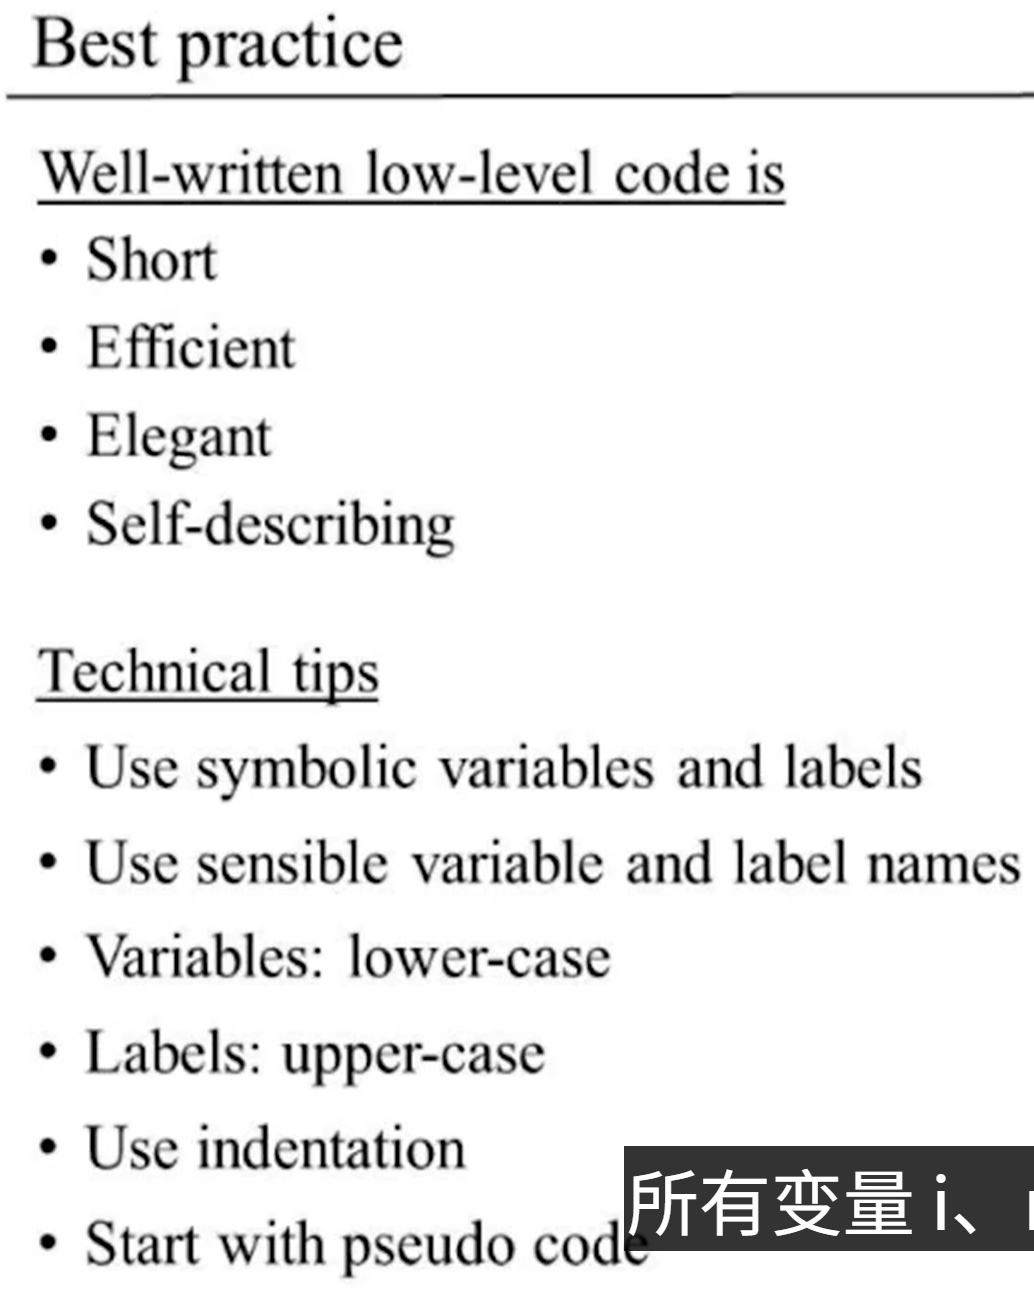 Best practice
Well-written low-level code is
• Short
• Efficient
• Elegant
• Self-describing
Technical tips
• Use symbolic variables and labels
• Use sensible variable and label names
• Variables: lower-case
• Labels: upper-case
• Use indentation
• Start with pseudo code
所有变量 i、